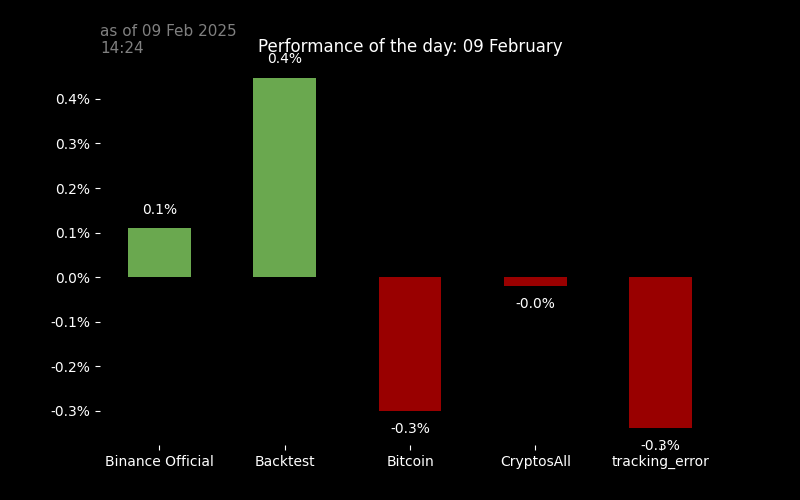 as of 09 Feb 2025
14:24
Performance of the day: 09 February
0.4%
0.4%
0.3%
0.2%
0.1%
0.1%
0.0%
-0.0%
-0.1%
-0.2%
-0.3%
-0.3%
-0.3%
Binance Official
Backtest
Bitcoin
CryptosAll
tracking_error